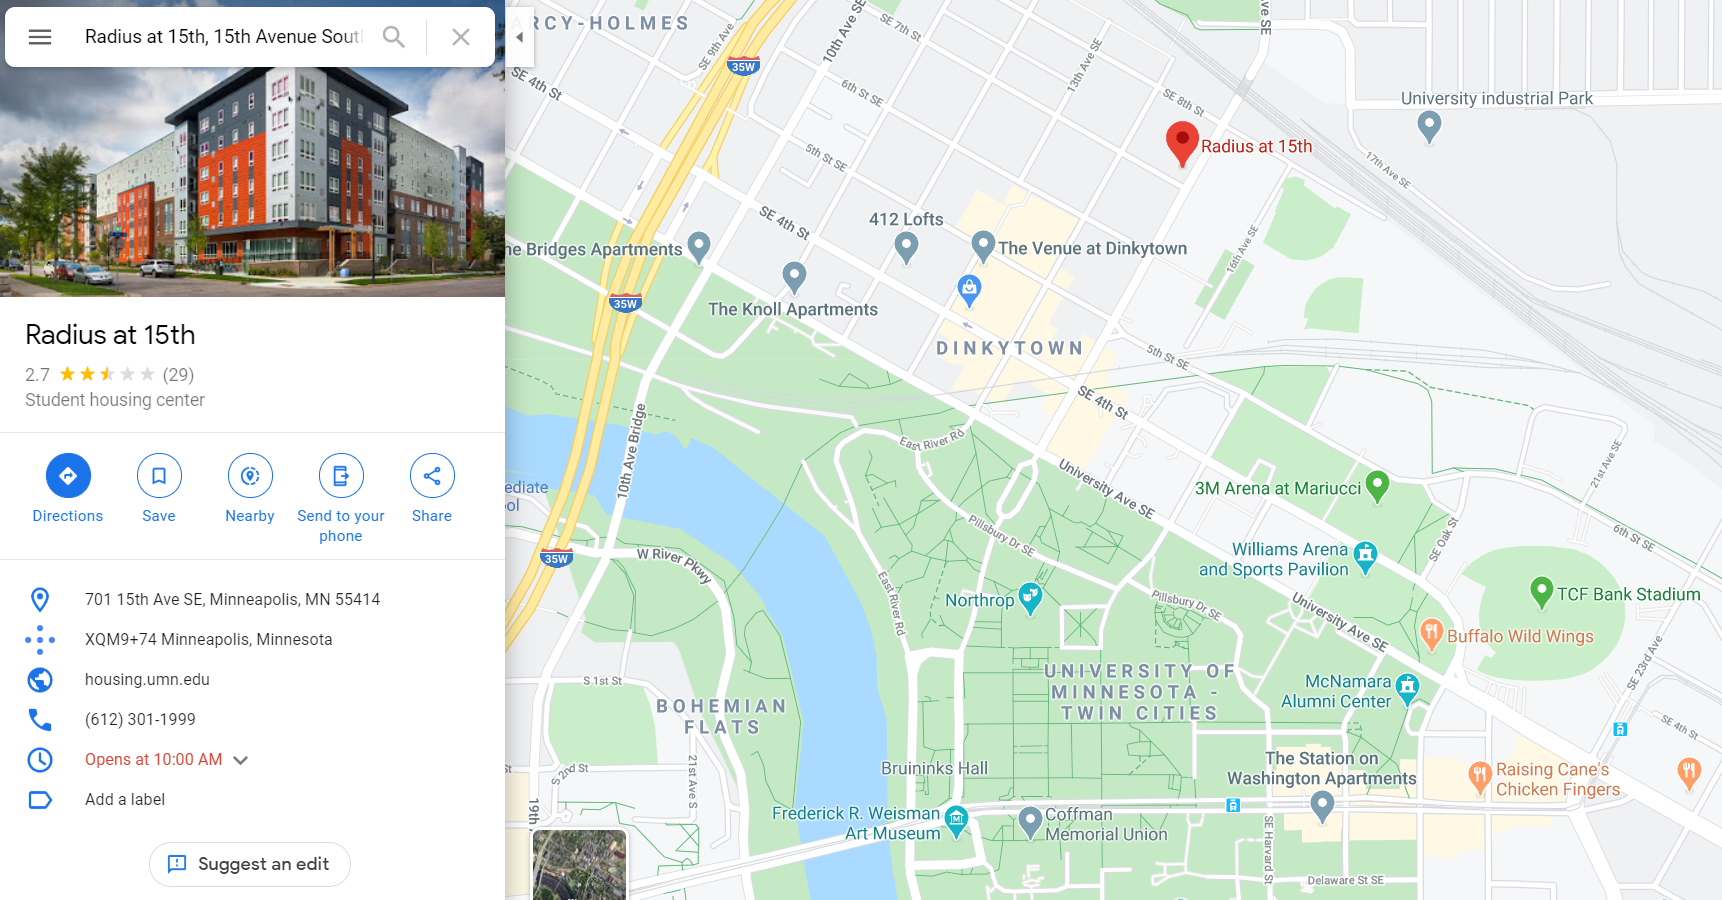 Radius at 15th, 15th Avenue Sout
Radius at 15th
2.7 (29)
Student housing center
Directions
Save
Nearby
Send to your
phone
Share
701 15th Ave SE, Minneapolis, MN 55414
XQM9+74 Minneapolis, Minnesota
housing.umn.edu
(612) 301-1999
Opens at 10:00 AM
Add a label
Suggest an edit
ARCY-HOLMES
SE 7th St
10th Ave SE
SE 9th Ave
35W
SE 4th St
6th St SE
13th Ave SE
SE 8th St
ve SE
University industrial Park
Radius at 15th
17th Ave SE
5th St SE
SE 4th St
412 Lofts
he Bridges Apartments
The Venue at Dinkytown
16th Ave SE
35W
The Knoll Apartments
DINKYTOWN
5th St SE
SE 4th St
10th Ave Bridge
East River Rd
University Ave SE
21st Ave SE
ediate
ol
3M Arena at Mariucci
Pillsbury Dr SE
SE Oak St
6th St SE
35W
W River Pkwy
Williams Arena
and Sports Pavilion
East River Rd
Northrop
Pillsbury Dr SE
University Ave SE
TCF Bank Stadium
Buffalo Wild Wings
SE 23rd Ave
UNIVERSITY OF
MINNESOTA -
TWIN CITIES
S 1st St
BOHEMIAN
FLATS
McNamara
Alumni Center
SE 4th St
St
S 2nd St
21st Ave S
19th
Bruininks Hall
The Station on
Washington Apartments
Raising Cane's
Chicken Fingers
Frederick R. Weisman
Art Museum
Coffman
Memorial Union
SE Harvard St
Delaware St SE